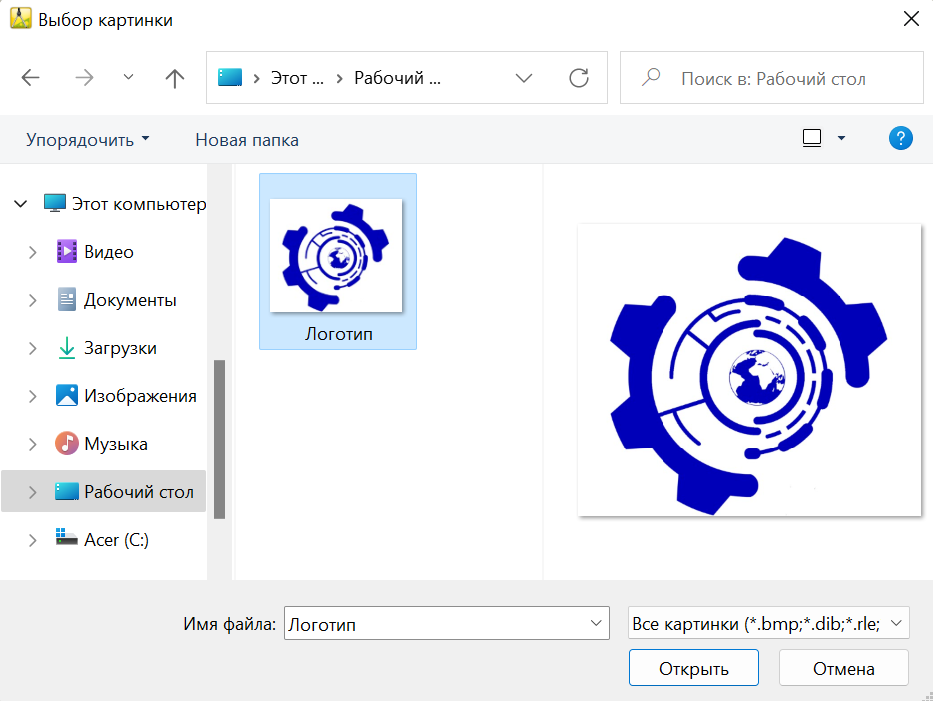 Выбор картинки
Этот ... Рабочий ...
Поиск в: Рабочий стол
Упорядочить
Новая папка
?
Этот компьютер
Видео
Документы
Загрузки
Изображения
Музыка
Рабочий стол
Acer (C:)
Логотип
Имя файла:
Логотип
Все картинки (*.bmp;*.dib;*.rle;
Открыть
Отмена